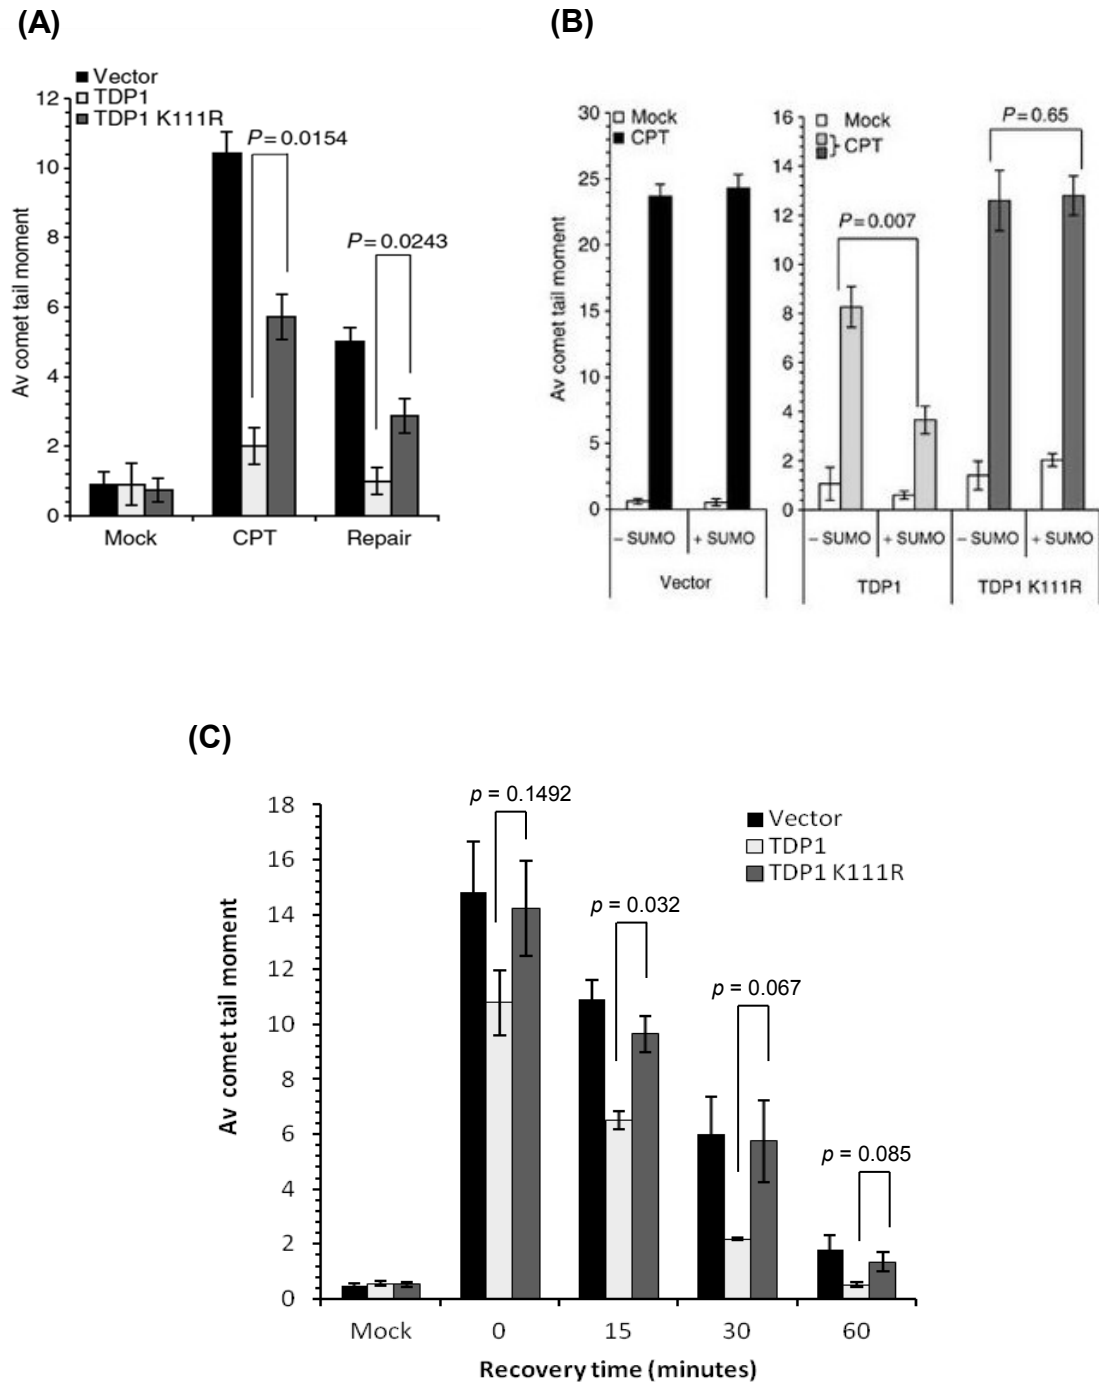 (A)
Vector
TDP1
TDP1 K111R
P=0.0154
P=0.0243
12
10
8
6
4
2
0
Av comet tail moment
Mock CPT Repair
(B)
Mock
CPT
30
25
20
15
10
5
0
Av comet tail moment
– SUMO + SUMO
Vector
Mock
CPT
P=0.65
P=0.007
16
14
12
10
8
6
4
2
0
– SUMO + SUMO – SUMO + SUMO
TDP1 TDP1 K111R
(C)
p = 0.1492
Vector
TDP1
TDP1 K111R
p = 0.032
p = 0.067
p = 0.085
18
16
14
12
10
8
6
4
2
0
Av comet tail moment
Mock 0 15 30 60
Recovery time (minutes)